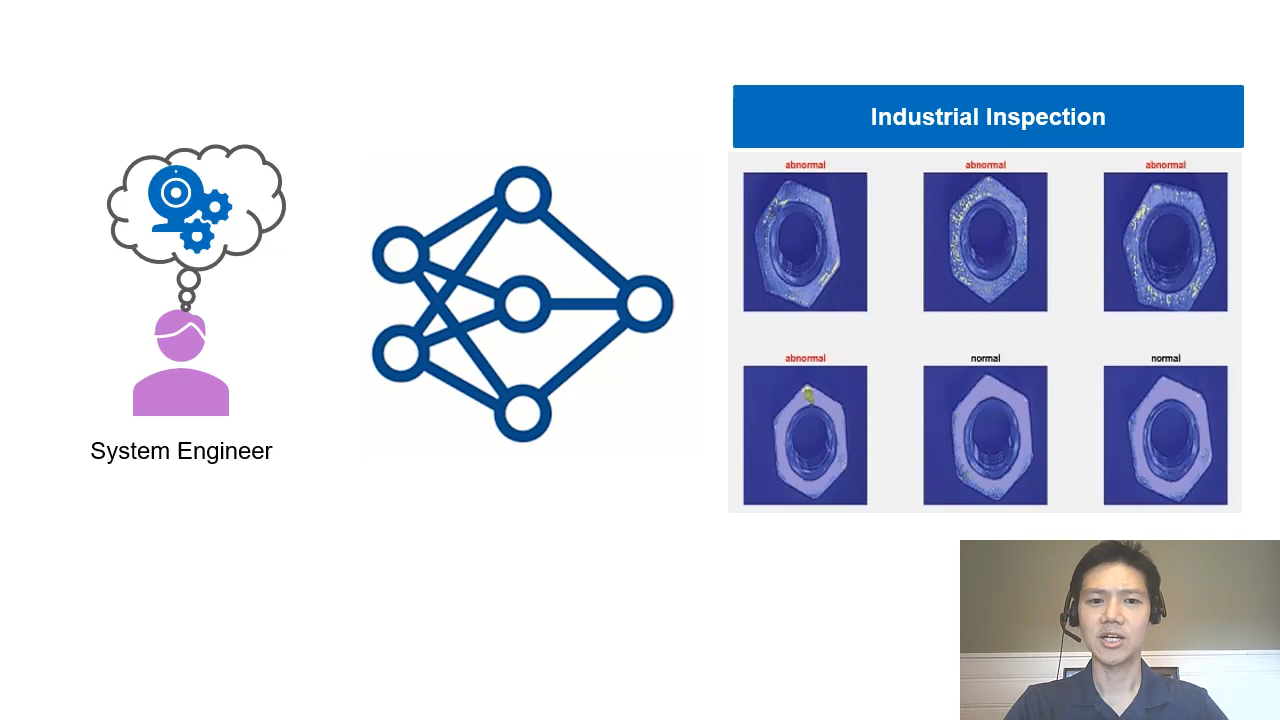 Industrial Inspection
abnormal
abnormal
abnormal
abnormal
normal
normal
System Engineer